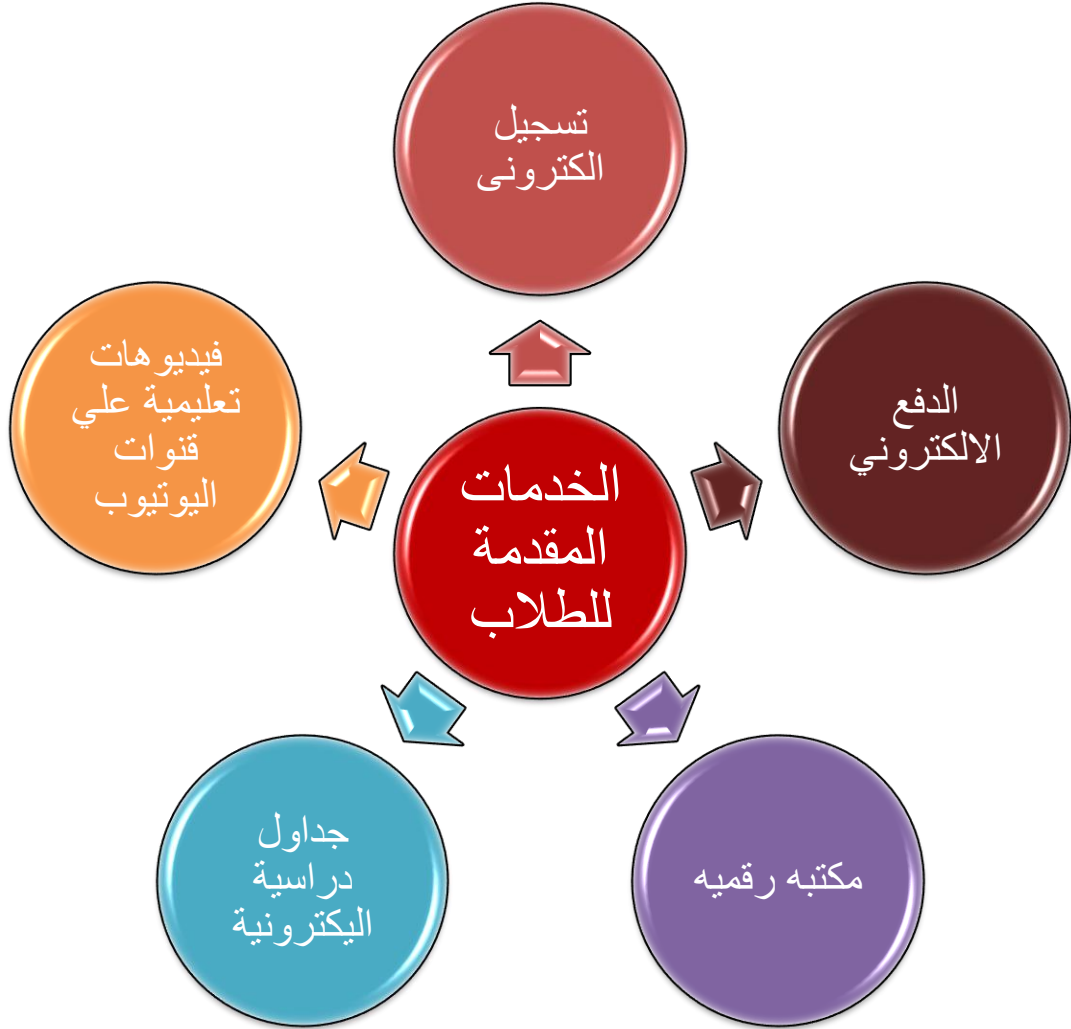 تسجيل
الكترونى
فيديوهات
تعليمية علي
قنوات
اليوتيوب
الدفع
الالكتروني
الخدمات
المقدمة
للطلاب
جداول
دراسية
اليكترونية
مكتبه رقميه